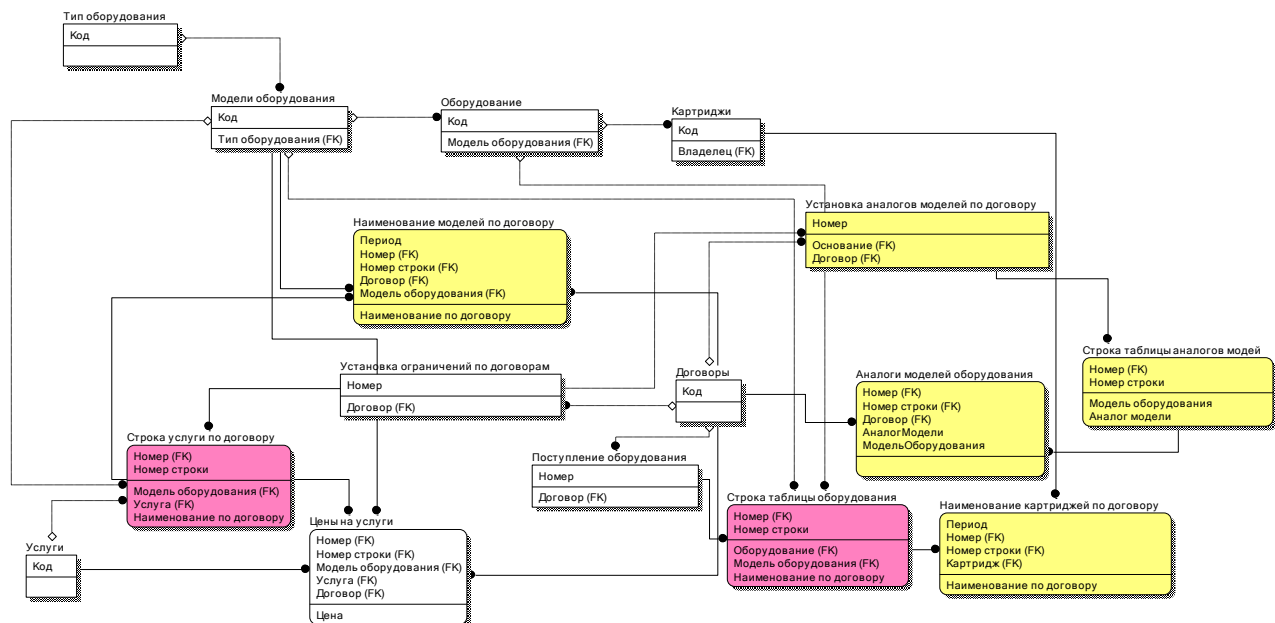 Тип оборудования
Код
Модели оборудования
Код
Тип оборудования (FK)
Оборудование
Код
Модель оборудования (FK)
Картриджи
Код
Владелец (FK)
Установка аналогов моделей по договору
Номер
Основание (FK)
Договор (FK)
Наименование моделей по договору
Период
Номер (FK)
Номер строки (FK)
Договор (FK)
Модель оборудования (FK)
Наименование по договору
Строка таблицы аналогов модей
Номер (FK)
Номер строки
Модель оборудования
Аналог модели
Установка ограничений по договорам
Номер
Договор (FK)
Договоры
Код
Аналоги моделей оборудования
Номер (FK)
Номер строки (FK)
Договор (FK)
АналогМодели
МодельОборудования
Строка услуги по договору
Номер (FK)
Номер строки
Модель оборудования (FK)
Услуга (FK)
Наименование по договору
Поступление оборудования
Номер
Договор (FK)
Строка таблицы оборудования
Номер (FK)
Номер строки
Оборудование (FK)
Модель оборудования (FK)
Наименование по договору
Наименование картриджей по договору
Период
Номер (FK)
Номер строки (FK)
Картридж (FK)
Наименование по договору
Услуги
Код
Цены на услуги
Номер (FK)
Номер строки (FK)
Модель оборудования (FK)
Услуга (FK)
Договор (FK)
Цена